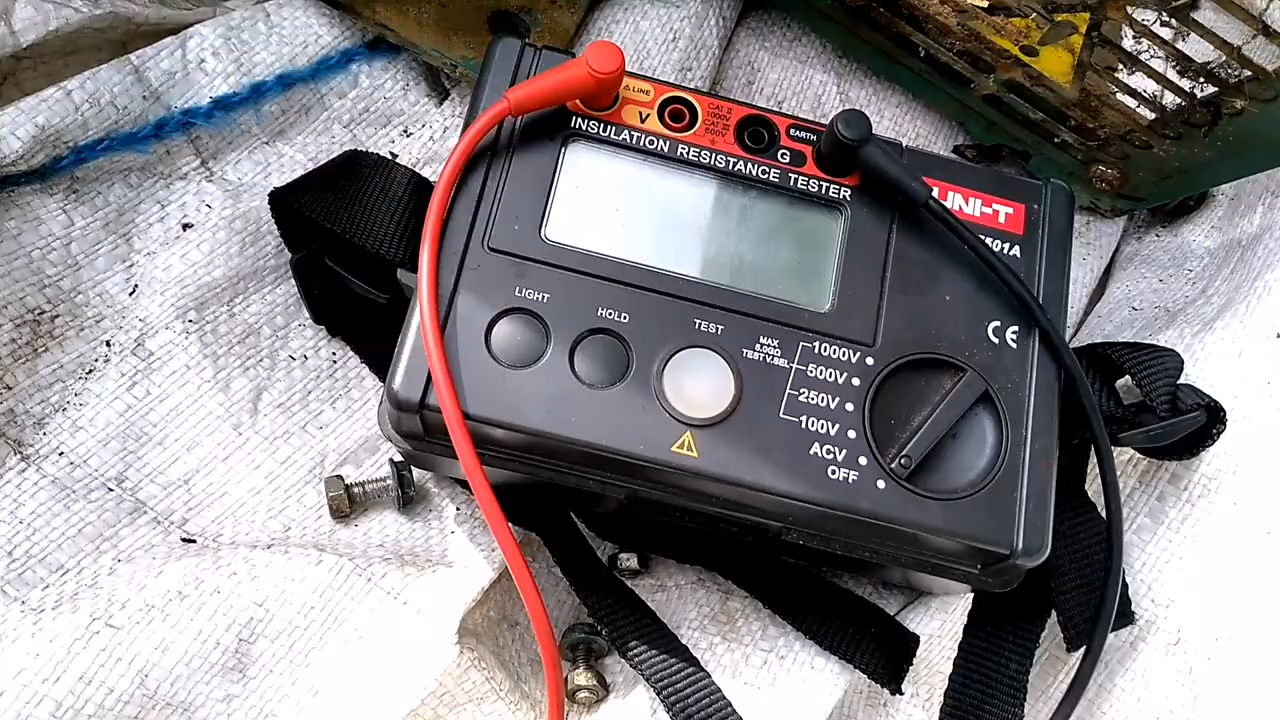 LINE
V
CAT II
1000V
CAT III
600V
EARTH
G
INSULATION RESISTANCE TESTER
UNI-T
501A
LIGHT
HOLD
TEST
MAX
5.0GΩ
TEST V.SEL
1000V
500V
250V
100V
ACV
OFF
CE